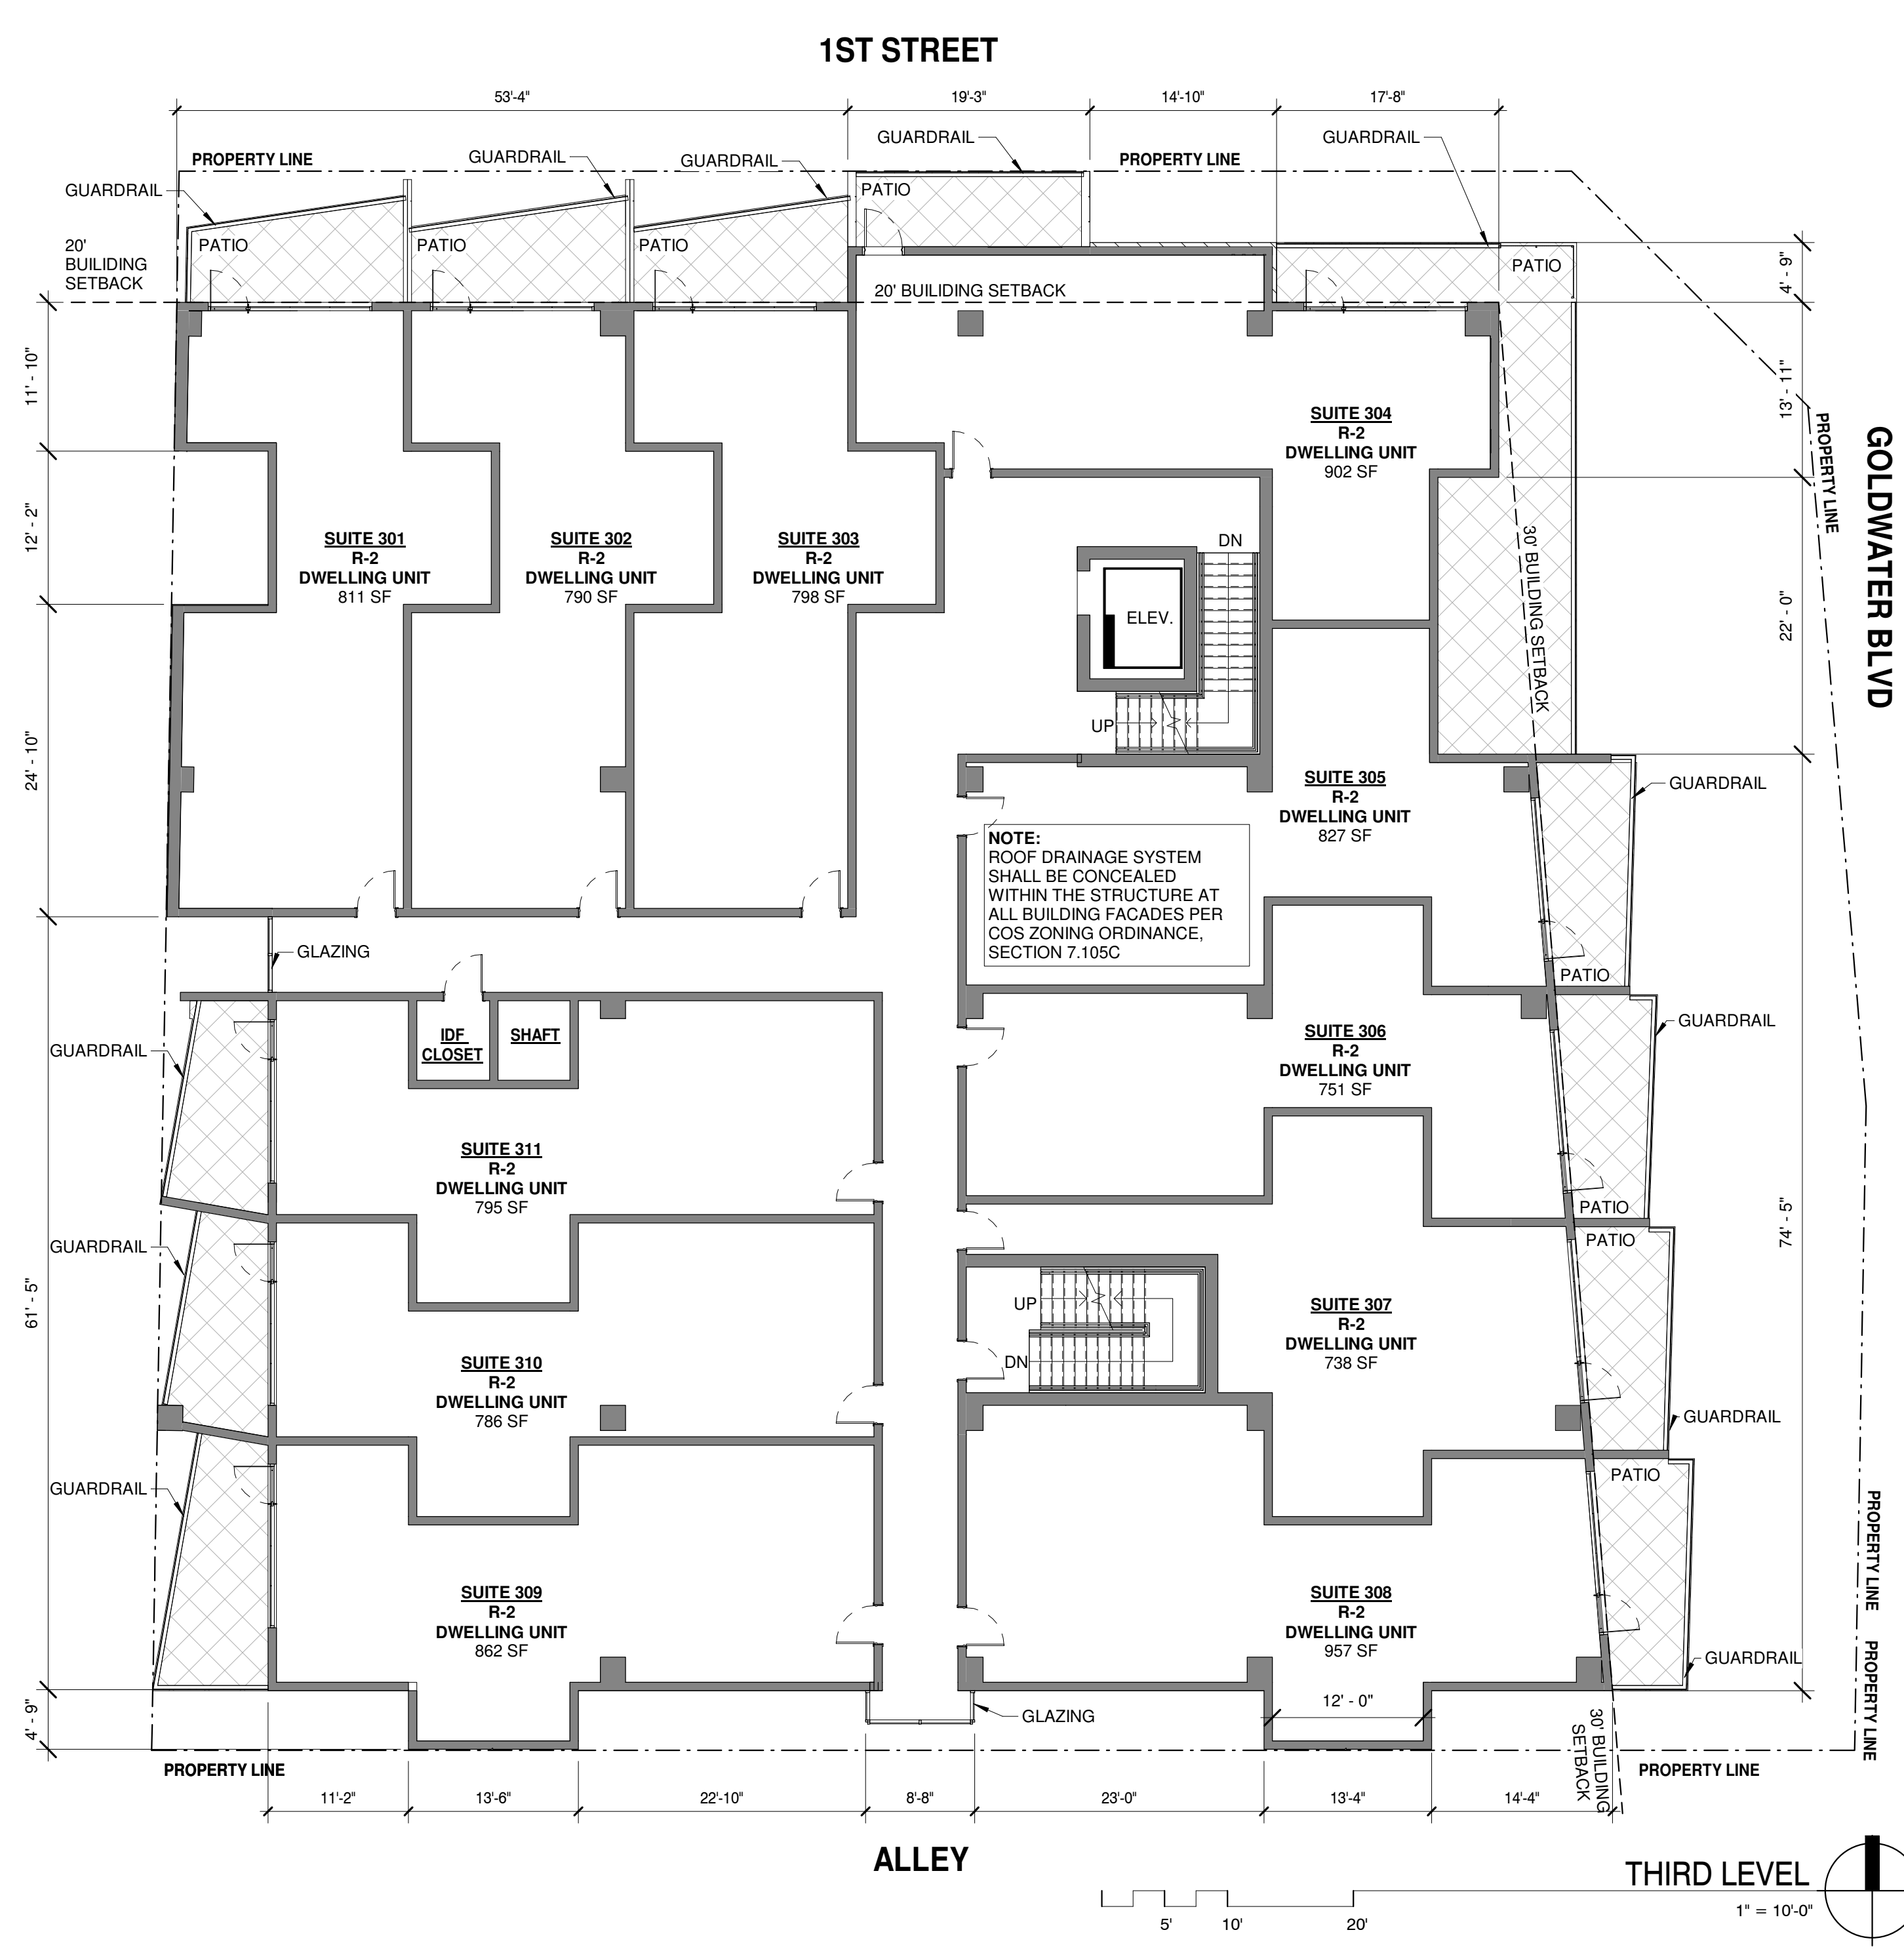 1ST STREET
53'-4"
19'-3"
14'-10"
17'-8"
GUARDRAIL
GUARDRAIL
PROPERTY LINE
GUARDRAIL
GUARDRAIL
PROPERTY LINE
GUARDRAIL
PATIO
PATIO
PATIO
PATIO
PATIO
20'
BUILIDING
SETBACK
20' BUILIDING SETBACK
4' - 9"
13' - 11"
PROPERTY LINE
GOLDWATER BLVD
11' - 10"
SUITE 304
R-2
DWELLING UNIT
902 SF
12' - 2"
SUITE 301
R-2
DWELLING UNIT
811 SF
SUITE 302
R-2
DWELLING UNIT
790 SF
SUITE 303
R-2
DWELLING UNIT
798 SF
DN
ELEV.
UP
30' BUILDING SETBACK
22' - 0"
24' - 10"
SUITE 305
R-2
DWELLING UNIT
827 SF
GUARDRAIL
NOTE:
ROOF DRAINAGE SYSTEM
SHALL BE CONCEALED
WITHIN THE STRUCTURE AT
ALL BUILDING FACADES PER
COS ZONING ORDINANCE,
SECTION 7.105C
GLAZING
PATIO
IDF
CLOSET
SHAFT
GUARDRAIL
SUITE 306
R-2
DWELLING UNIT
751 SF
GUARDRAIL
SUITE 311
R-2
DWELLING UNIT
795 SF
PATIO
PATIO
74' - 5"
GUARDRAIL
61' - 5"
UP
DN
SUITE 307
R-2
DWELLING UNIT
738 SF
SUITE 310
R-2
DWELLING UNIT
786 SF
GUARDRAIL
PATIO
GUARDRAIL
PROPERTY LINE
SUITE 309
R-2
DWELLING UNIT
862 SF
SUITE 308
R-2
DWELLING UNIT
957 SF
GUARDRAIL
PROPERTY LINE
4' - 9"
12' - 0"
GLAZING
30' BUILDING
SETBACK
PROPERTY LINE
PROPERTY LINE
11'-2"
13'-6"
22'-10"
8'-8"
23'-0"
13'-4"
14'-4"
ALLEY
THIRD LEVEL
1" = 10'-0"
5'
10'
20'